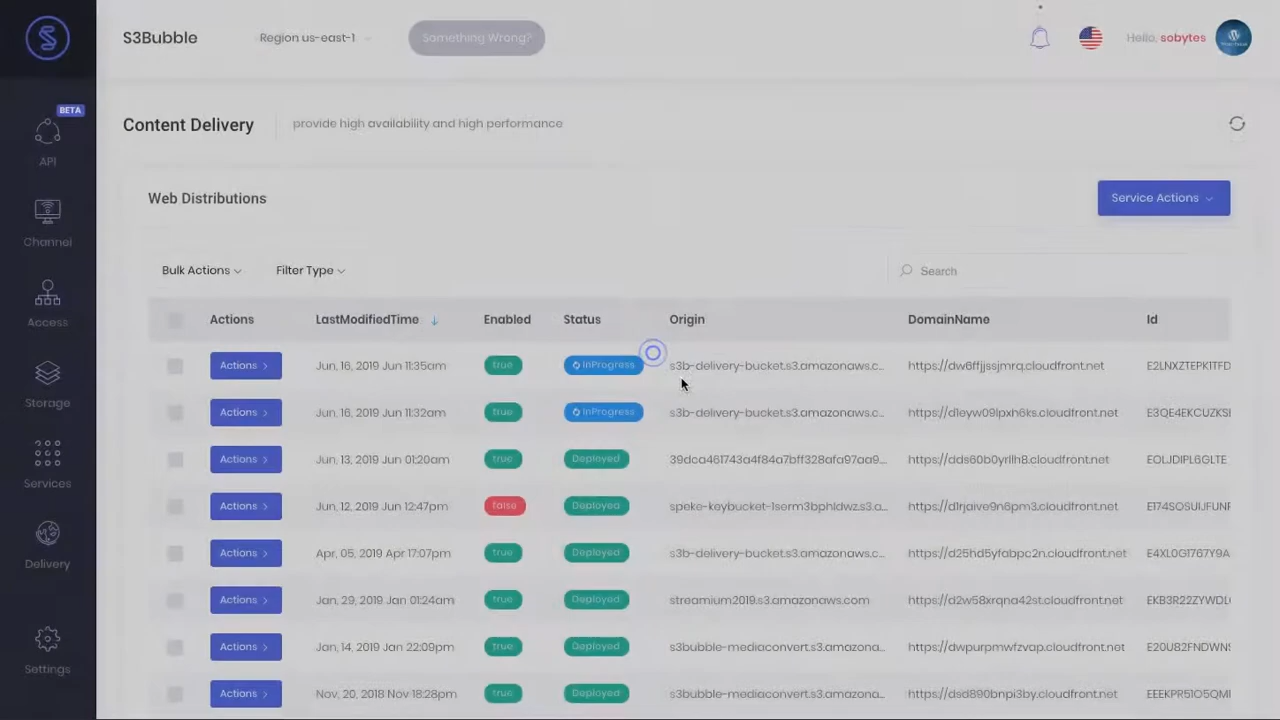 S3Bubble
Region us-east-1
Something Wrong?
Hello, sobytes
BETA
API
Channel
Access
Storage
Services
Delivery
Settings
Content Delivery
provide high availability and high performance
Web Distributions
Service Actions
Bulk Actions
Filter Type
Search
Actions LastModifiedTime Enabled Status Origin DomainName Id
Actions Jun, 16, 2019 Jun 11:35am true InProgress s3b-delivery-bucket.s3.amazonaws.c... https://dw6ffjjssjmrq.cloudfront.net E2LNXZTEPK1TFD
Actions Jun, 16, 2019 Jun 11:32am true InProgress s3b-delivery-bucket.s3.amazonaws.c... https://d1eyw09lpxh6ks.cloudfront.net E3QE4EKCUZKS
Actions Jun, 13, 2019 Jun 01:20am true Deployed 39dca461743a4f84a7bff328afa97aa9... https://dds60b0yrllh8.cloudfront.net EOLJDIPL6GLTE
Actions Jun, 12, 2019 Jun 12:47pm false Deployed speke-keybucket-1serm3bphldwz.s3.a... https://d1rjaive9n6pm3.cloudfront.net E174SOSUIJFUNF
Actions Apr, 05, 2019 Apr 17:07pm true Deployed s3b-delivery-bucket.s3.amazonaws.c... https://d25hd5yfabpc2n.cloudfront.net E4XL0G1767Y9A
Actions Jan, 29, 2019 Jan 01:24am true Deployed streamium2019.s3.amazonaws.com https://d2w58xrqna42st.cloudfront.net EKB3R22ZYWDL
Actions Jan, 14, 2019 Jan 22:09pm true Deployed s3bubble-mediaconvert.s3.amazona... https://dwpurpmwfzvap.cloudfront.net E20U82FNDWN
Actions Nov, 20, 2018 Nov 18:28pm true Deployed s3bubble-mediaconvert.s3.amazona... https://dsd890bnpi3by.cloudfront.net EEEKPR51O5QM